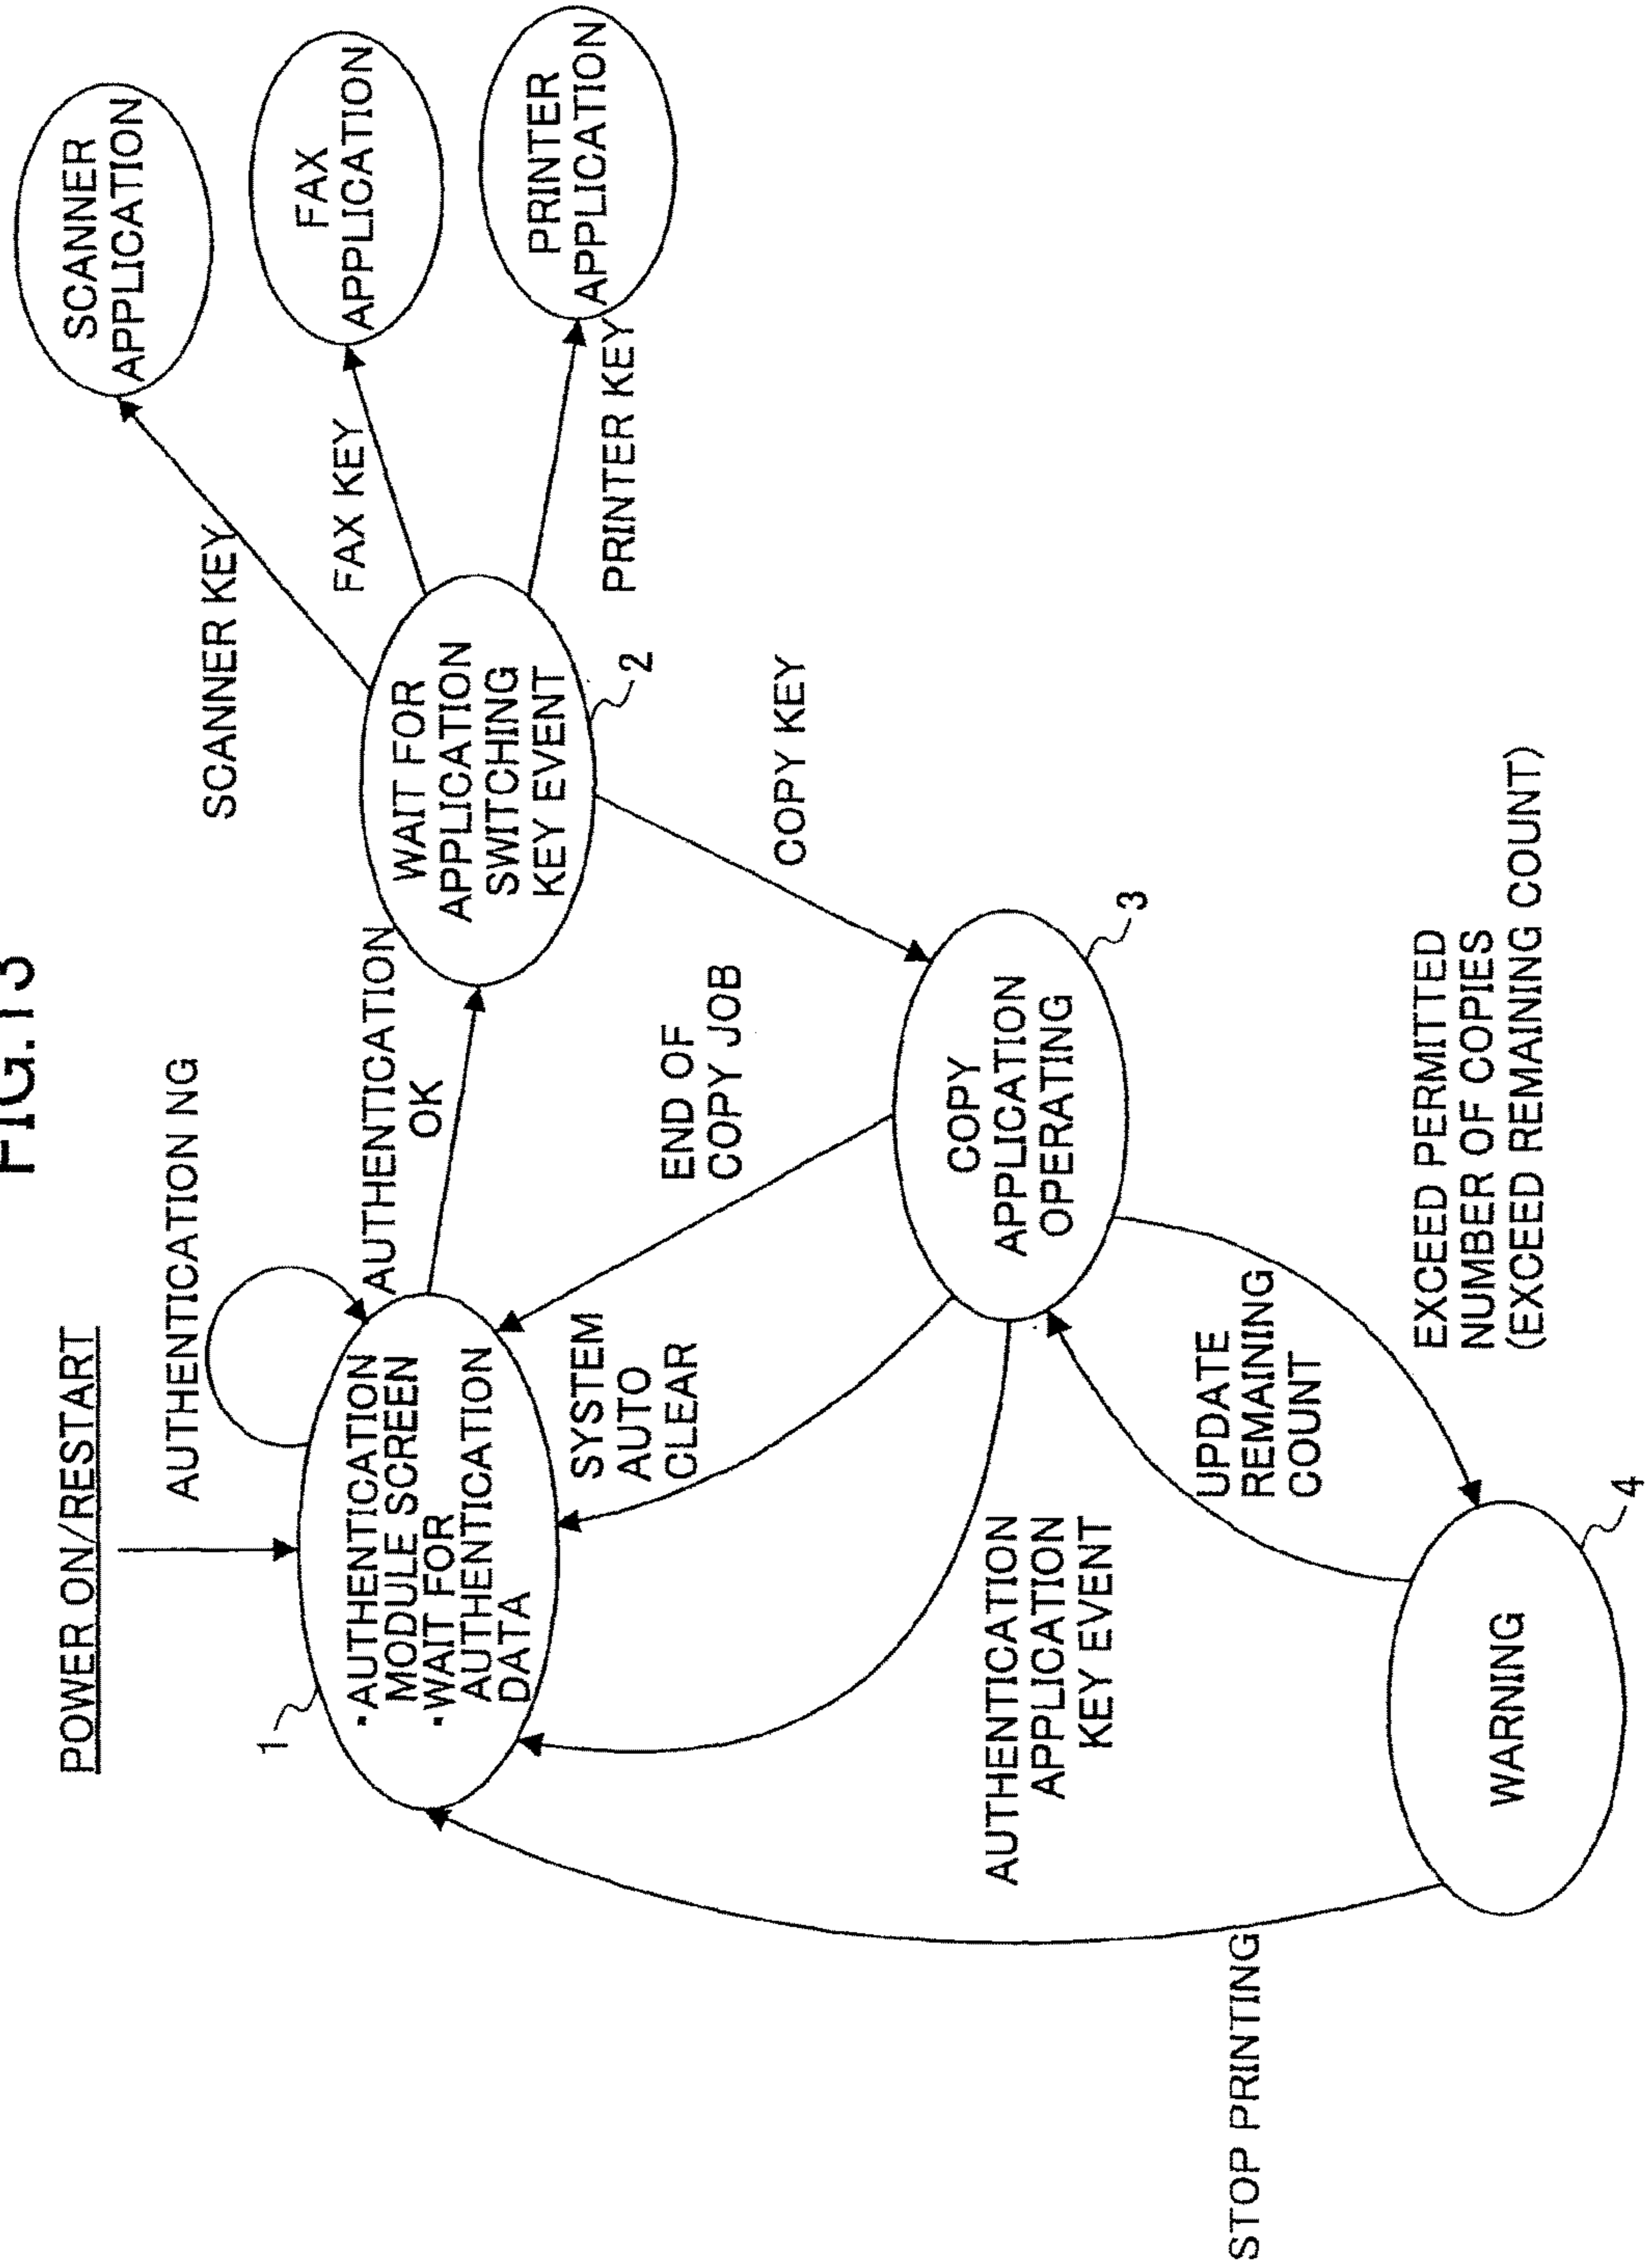 FIG.13
POWER ON/RESTART
AUTHENTICATION NG
1
·AUTHENTICATION
MODULE SCREEN
·WAIT FOR
AUTHENTICATION
DATA
AUTHENTICATION
OK
WAIT FOR
APPLICATION
SWITCHING
KEY EVENT
2
SCANNER KEY
SCANNER
APPLICATION
FAX KEY
FAX
APPLICATION
PRINTER KEY
PRINTER
APPLICATION
COPY KEY
END OF
COPY JOB
SYSTEM
AUTO
CLEAR
COPY
APPLICATION
OPERATING
3
AUTHENTICATION
APPLICATION
KEY EVENT
UPDATE
REMAINING
COUNT
EXCEED PERMITTED
NUMBER OF COPIES
(EXCEED REMAINING COUNT)
STOP PRINTING
WARNING
4